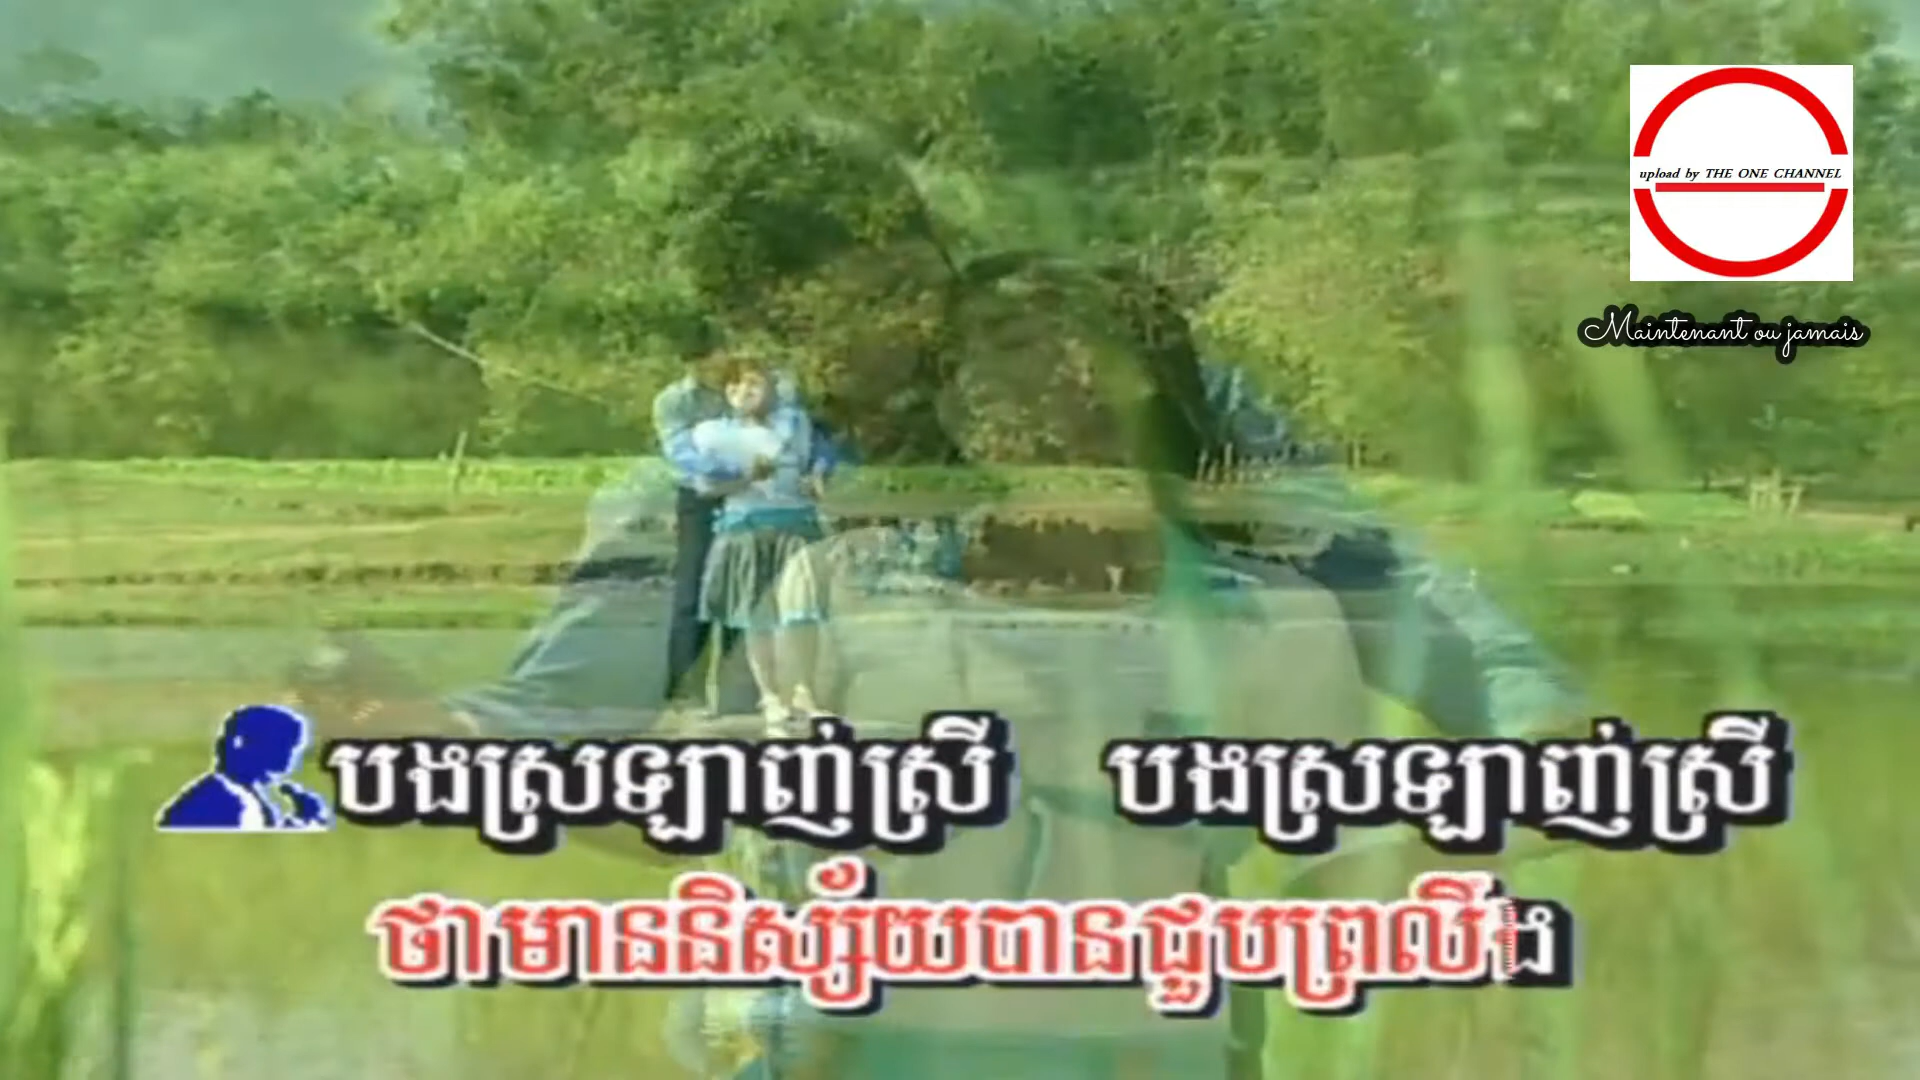 upload by THE ONE CHANNEL
Maintenant ou jamais
បងស្រឡាញ់ស្រី បងស្រឡាញ់ស្រី
ថាមាននិស្ស័យបានជួបព្រលឹង